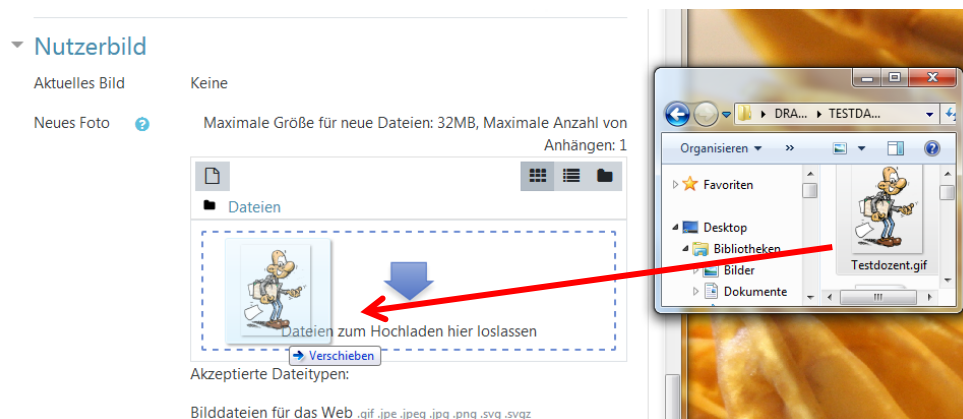 Nutzerbild
Aktuelles Bild Keine
Neues Foto ? Maximale Größe für neue Dateien: 32MB, Maximale Anzahl von
Anhängen: 1
Dateien
Dateien zum Hochladen hier loslassen
Verschieben
Akzeptierte Dateitypen:
Bilddateien für das Web .gif .jpe .jpeg .jpg .png .svg .svgz
DRA... TESTDA...
Organisieren » ?
Favoriten
Desktop
Bibliotheken
Bilder
Dokumente
Testdozent.gif